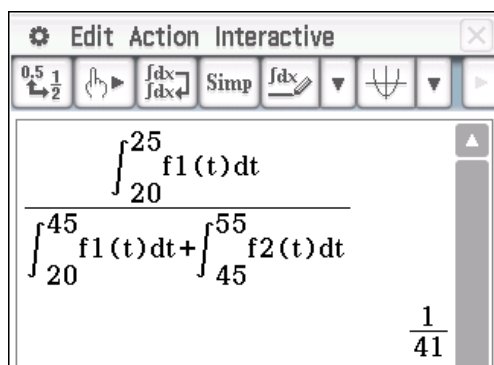 Edit Action Interactive
0.5 1/2 ∫dx ∫dx Simp ∫dx
∫₂₀²⁵ f1(t)dt
∫₂₀⁴⁵ f1(t)dt+∫₄₅⁵⁵ f2(t)dt
1/41